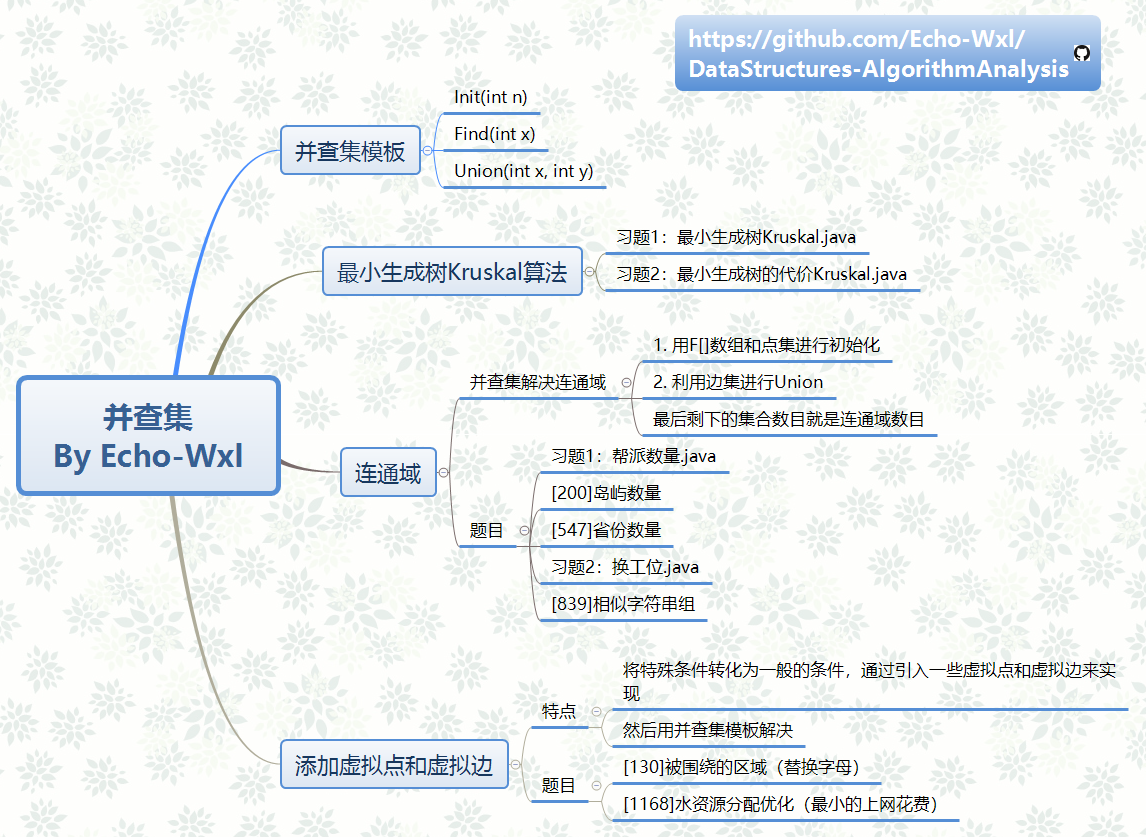 https://github.com/Echo-Wxl/
DataStructures-AlgorithmAnalysis
并查集
By Echo-Wxl
并查集模板
Init(int n)
Find(int x)
Union(int x, int y)
最小生成树Kruskal算法
习题1：最小生成树Kruskal.java
习题2：最小生成树的代价Kruskal.java
连通域
并查集解决连通域
1. 用F[]数组和点集进行初始化
2. 利用边集进行Union
最后剩下的集合数目就是连通域数目
题目
习题1：帮派数量.java
[200]岛屿数量
[547]省份数量
习题2：换工位.java
[839]相似字符串组
添加虚拟点和虚拟边
特点
将特殊条件转化为一般的条件，通过引入一些虚拟点和虚拟边来实
现
然后用并查集模板解决
题目
[130]被围绕的区域（替换字母）
[1168]水资源分配优化（最小的上网花费）